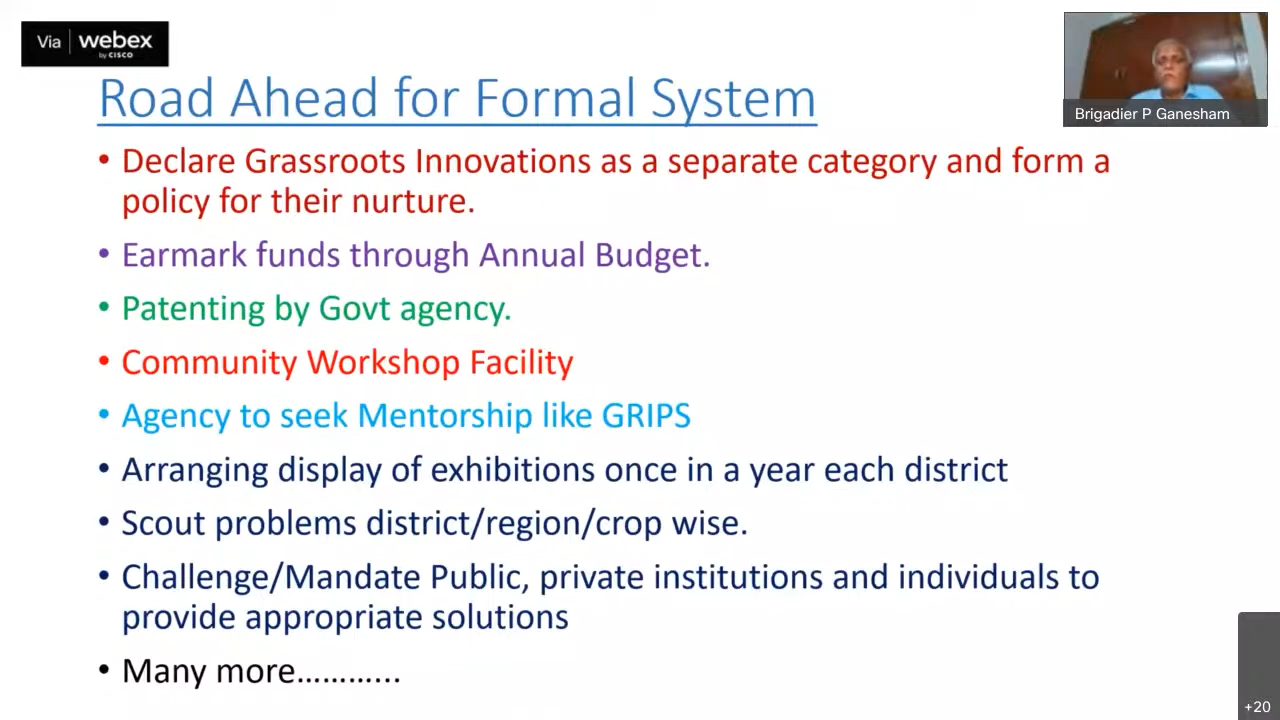 Via webex
by CISCO
Brigadier P Ganesham
Road Ahead for Formal System
• Declare Grassroots Innovations as a separate category and form a
policy for their nurture.
• Earmark funds through Annual Budget.
• Patenting by Govt agency.
• Community Workshop Facility
• Agency to seek Mentorship like GRIPS
• Arranging display of exhibitions once in a year each district
• Scout problems district/region/crop wise.
• Challenge/Mandate Public, private institutions and individuals to
provide appropriate solutions
• Many more………...
+20